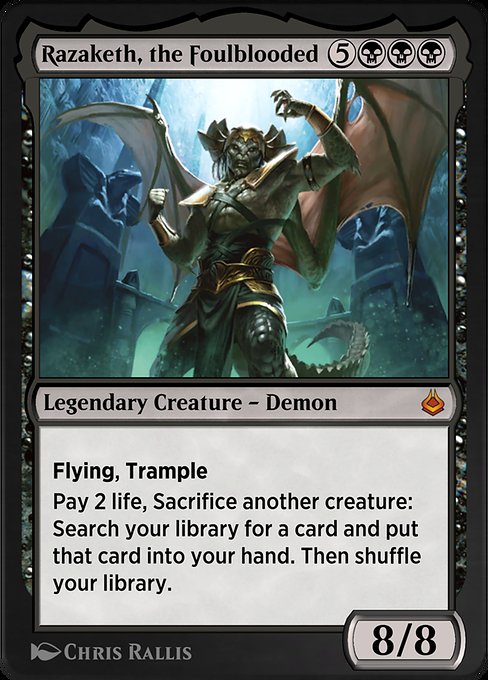 Razaketh, the Foulblooded 5
Legendary Creature – Demon
Flying, Trample
Pay 2 life, Sacrifice another creature:
Search your library for a card and put
that card into your hand. Then shuffle
your library.
8/8
Chris Rallis